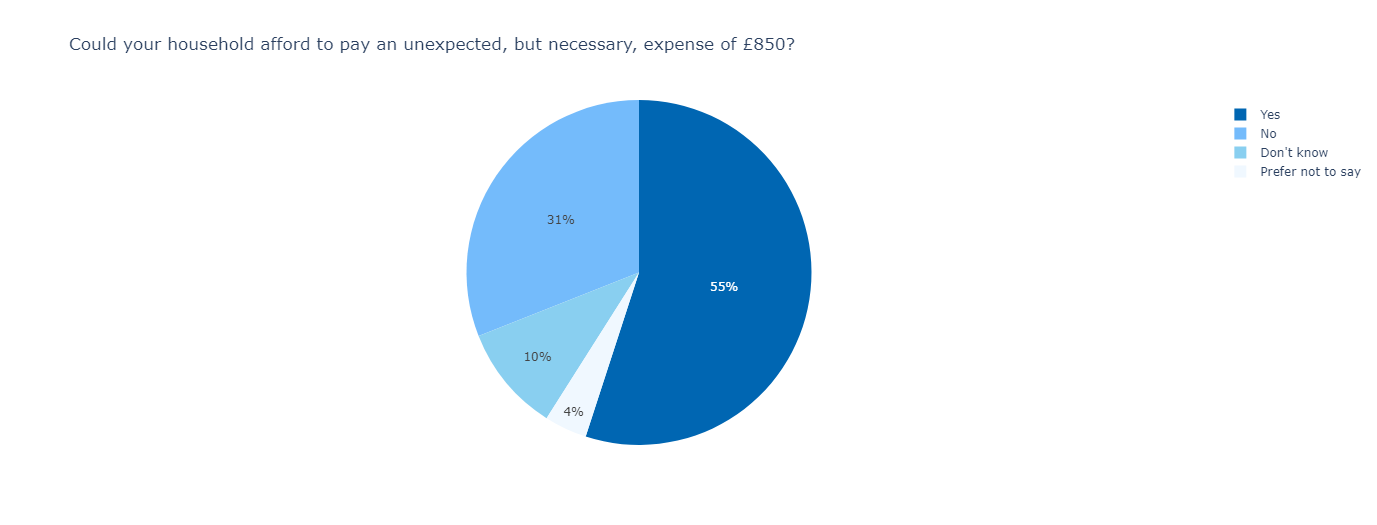 Could your household afford to pay an unexpected, but necessary, expense of £850?
Yes
No
Don't know
Prefer not to say
31%
55%
10%
4%